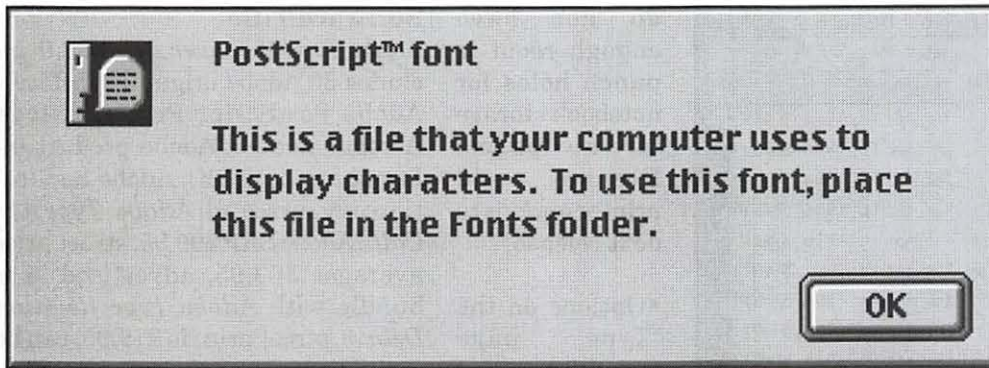 PostScript™ font
This is a file that your computer uses to
display characters. To use this font, place
this file in the Fonts folder.
OK